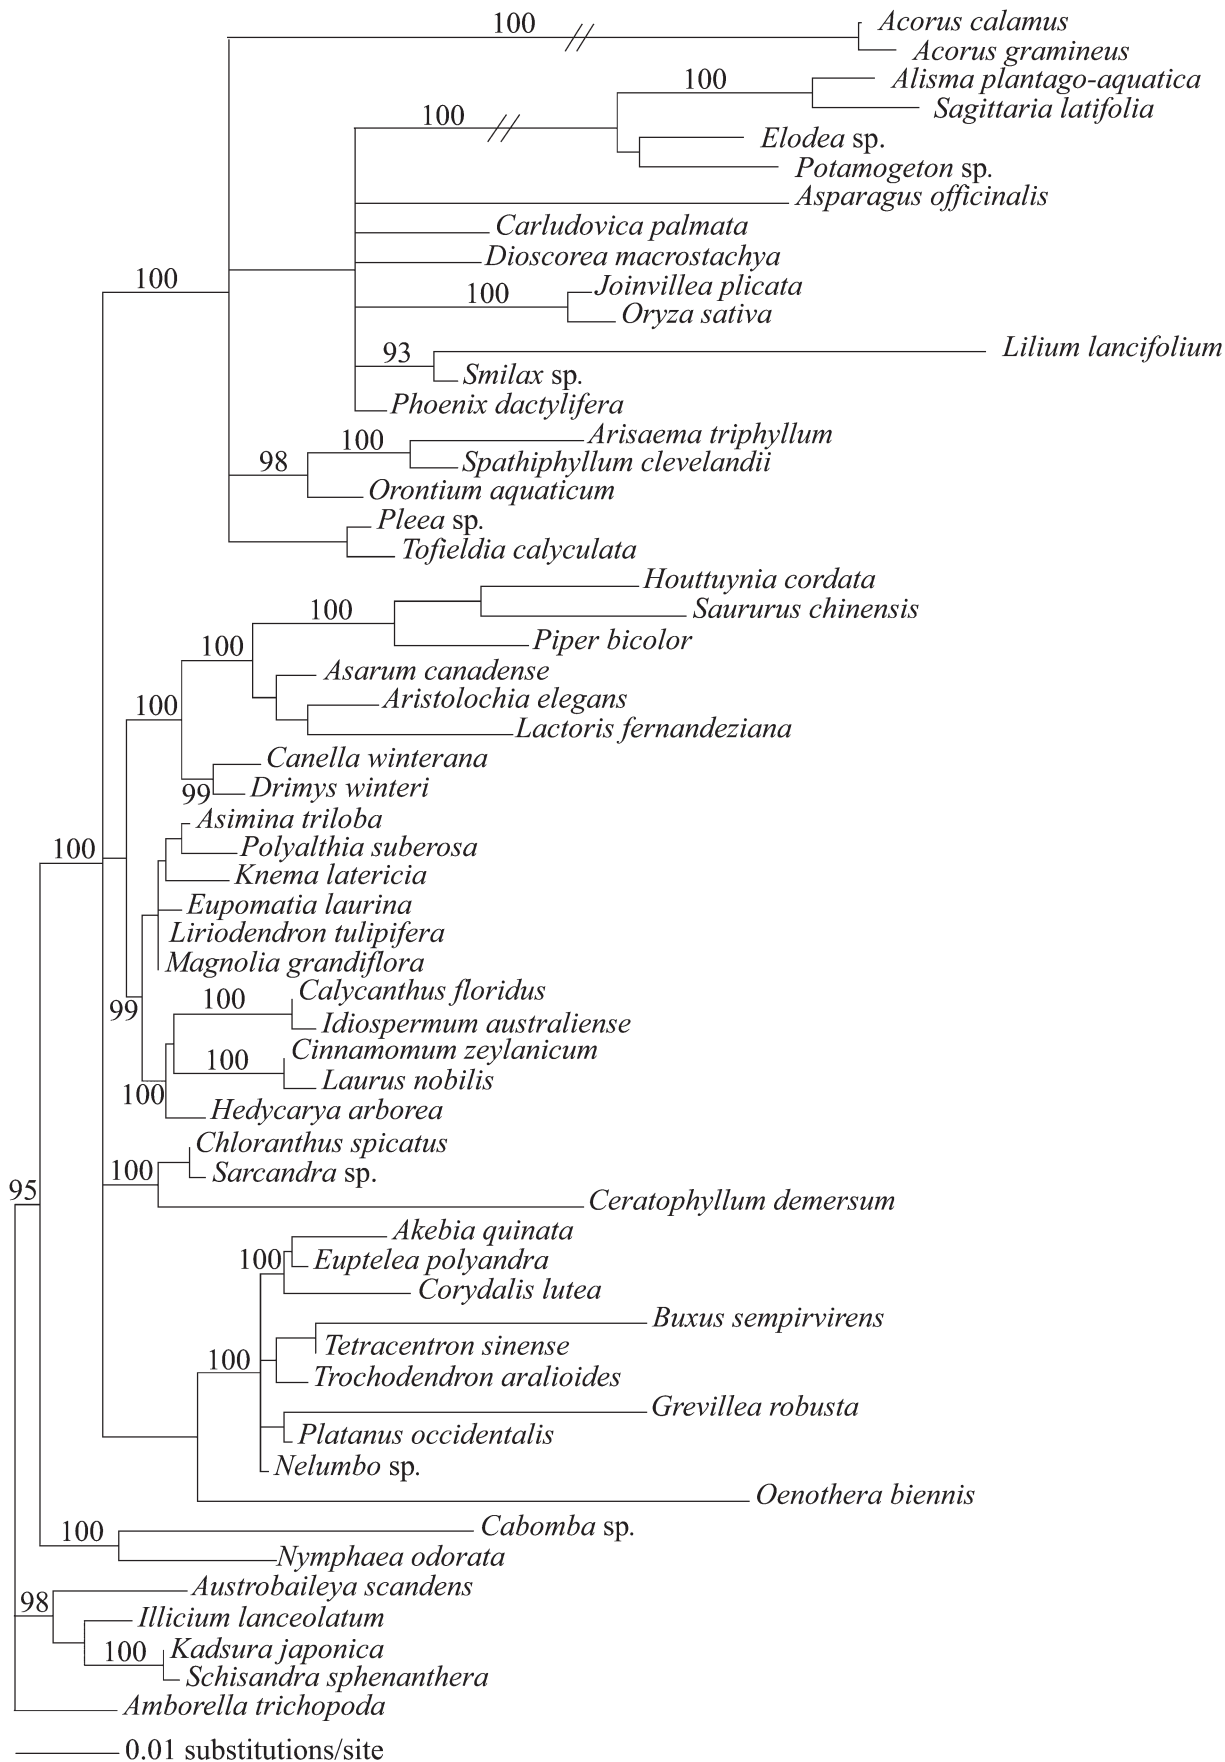 100
Acorus calamus
Acorus gramineus
100
Alisma plantago-aquatica
Sagittaria latifolia
100
Elodea sp.
Potamogeton sp.
Asparagus officinalis
Carludovica palmata
Dioscorea macrostachya
100
100
Joinvillea plicata
Oryza sativa
93
Lilium lancifolium
Smilax sp.
Phoenix dactylifera
100
Arisaema triphyllum
98
Spathiphyllum clevelandii
Orontium aquaticum
Pleea sp.
Tofieldia calyculata
Houttuynia cordata
100
Saururus chinensis
100
Piper bicolor
Asarum canadense
100
Aristolochia elegans
Lactoris fernandeziana
Canella winterana
99
Drimys winteri
Asimina triloba
100
Polyalthia suberosa
Knema latericia
Eupomatia laurina
Liriodendron tulipifera
Magnolia grandiflora
99
100
Calycanthus floridus
Idiospermum australiense
100
Cinnamomum zeylanicum
Laurus nobilis
100
Hedycarya arborea
Chloranthus spicatus
100
Sarcandra sp.
95
Ceratophyllum demersum
Akebia quinata
100
Euptelea polyandra
Corydalis lutea
Buxus sempirvirens
100
Tetracentron sinense
Trochodendron aralioides
Grevillea robusta
Platanus occidentalis
Nelumbo sp.
Oenothera biennis
100
Cabomba sp.
Nymphaea odorata
98
Austrobaileya scandens
Illicium lanceolatum
100
Kadsura japonica
Schisandra sphenanthera
Amborella trichopoda
0.01 substitutions/site